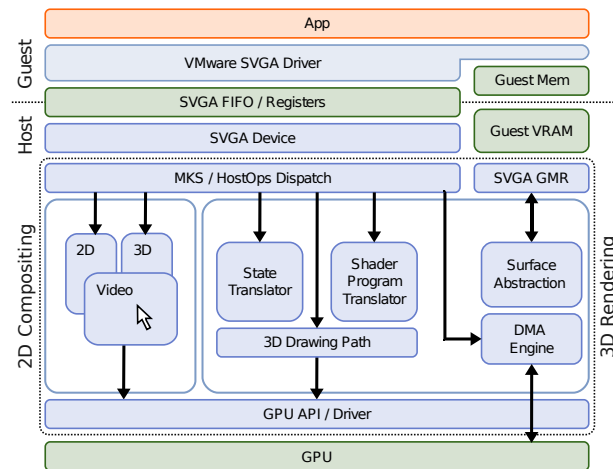 App
Guest
VMware SVGA Driver
Guest Mem
SVGA FIFO / Registers
Host
Guest VRAM
SVGA Device
MKS / HostOps Dispatch
SVGA GMR
2D Compositing
2D
3D
Video
State
Translator
Shader
Program
Translator
Surface
Abstraction
3D Rendering
3D Drawing Path
DMA
Engine
GPU API / Driver
GPU